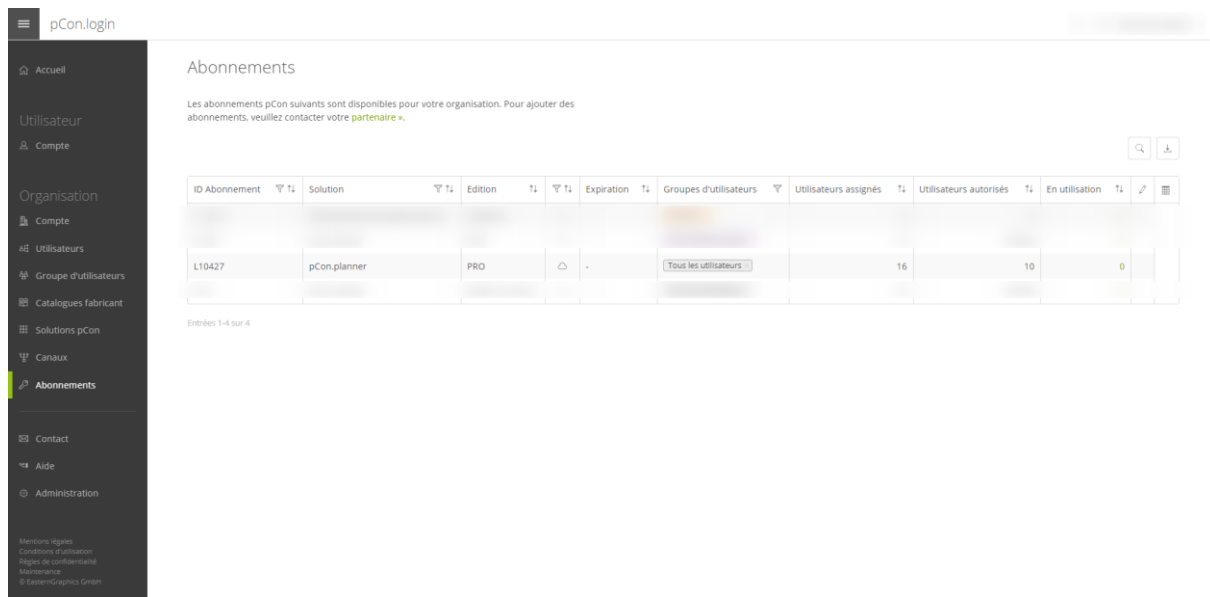 pCon.login
Accueil
Utilisateur
Compte
Organisation
Compte
Utilisateurs
Groupe d'utilisateurs
Catalogues fabricant
Solutions pCon
Canaux
Abonnements
Contact
Aide
Administration
Mentions légales
Conditions d'utilisation
Règles de confidentialité
Maintenance
© EasternGraphics GmbH
Abonnements
Les abonnements pCon suivants sont disponibles pour votre organisation. Pour ajouter des
abonnements, veuillez contacter votre partenaire ».
ID Abonnement Solution Edition Expiration Groupes d'utilisateurs Utilisateurs assignés Utilisateurs autorisés En utilisation
L10427 pCon.planner PRO - Tous les utilisateurs 16 10 0
Entrées 1-4 sur 4